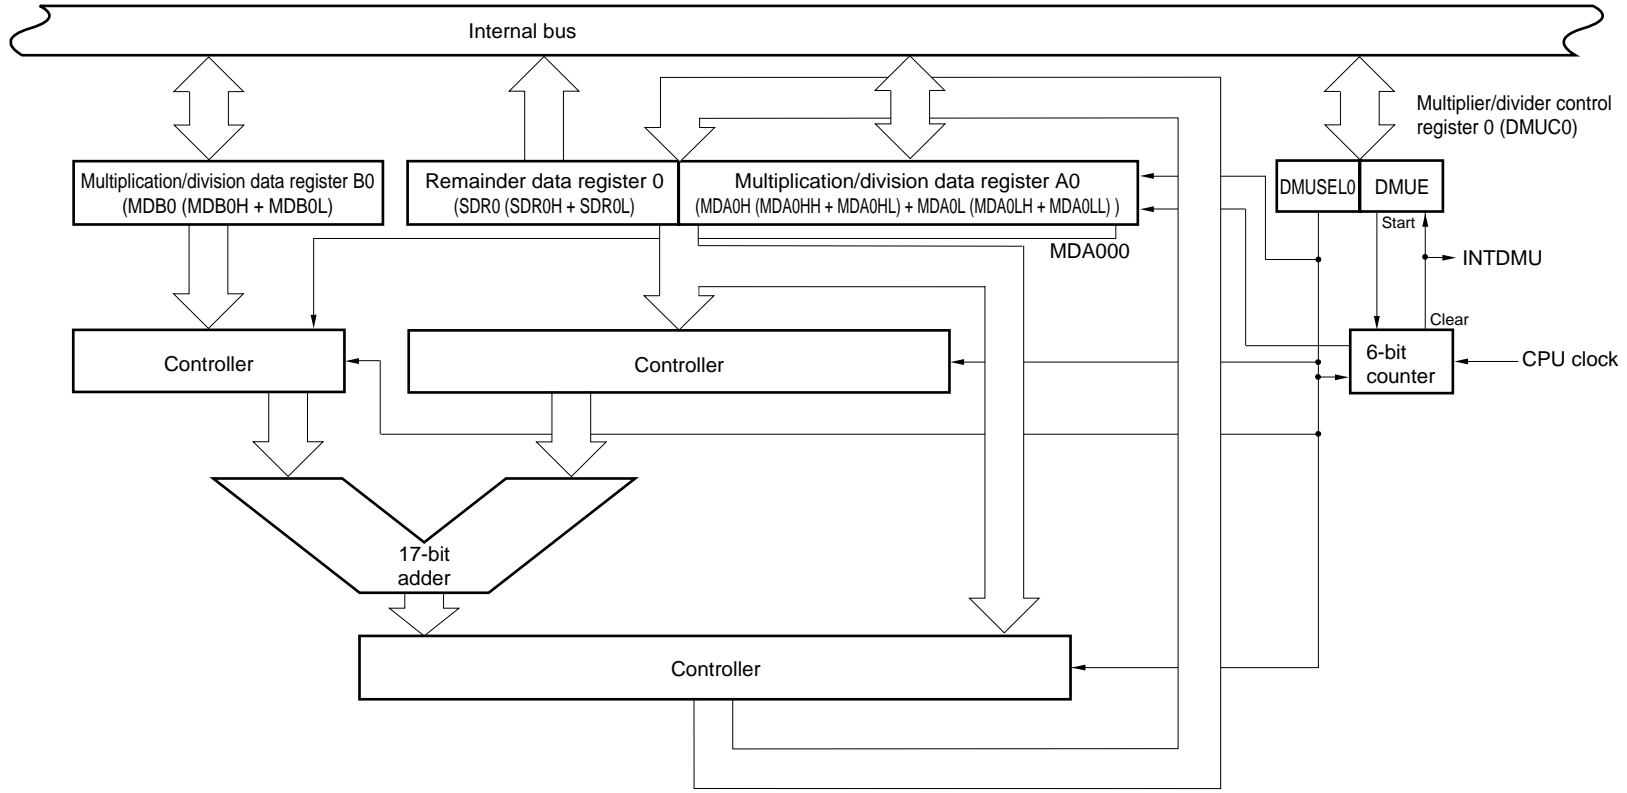 Internal bus
Multiplier/divider control
register 0 (DMUC0)
Multiplication/division data register B0
(MDB0 (MDB0H + MDB0L)
Remainder data register 0
(SDR0 (SDR0H + SDR0L)
Multiplication/division data register A0
(MDA0H (MDA0HH + MDA0HL) + MDA0L (MDA0LH + MDA0LL) )
DMUSEL0
DMUE
Start
MDA000
INTDMU
Clear
Controller
Controller
6-bit
counter
CPU clock
17-bit
adder
Controller